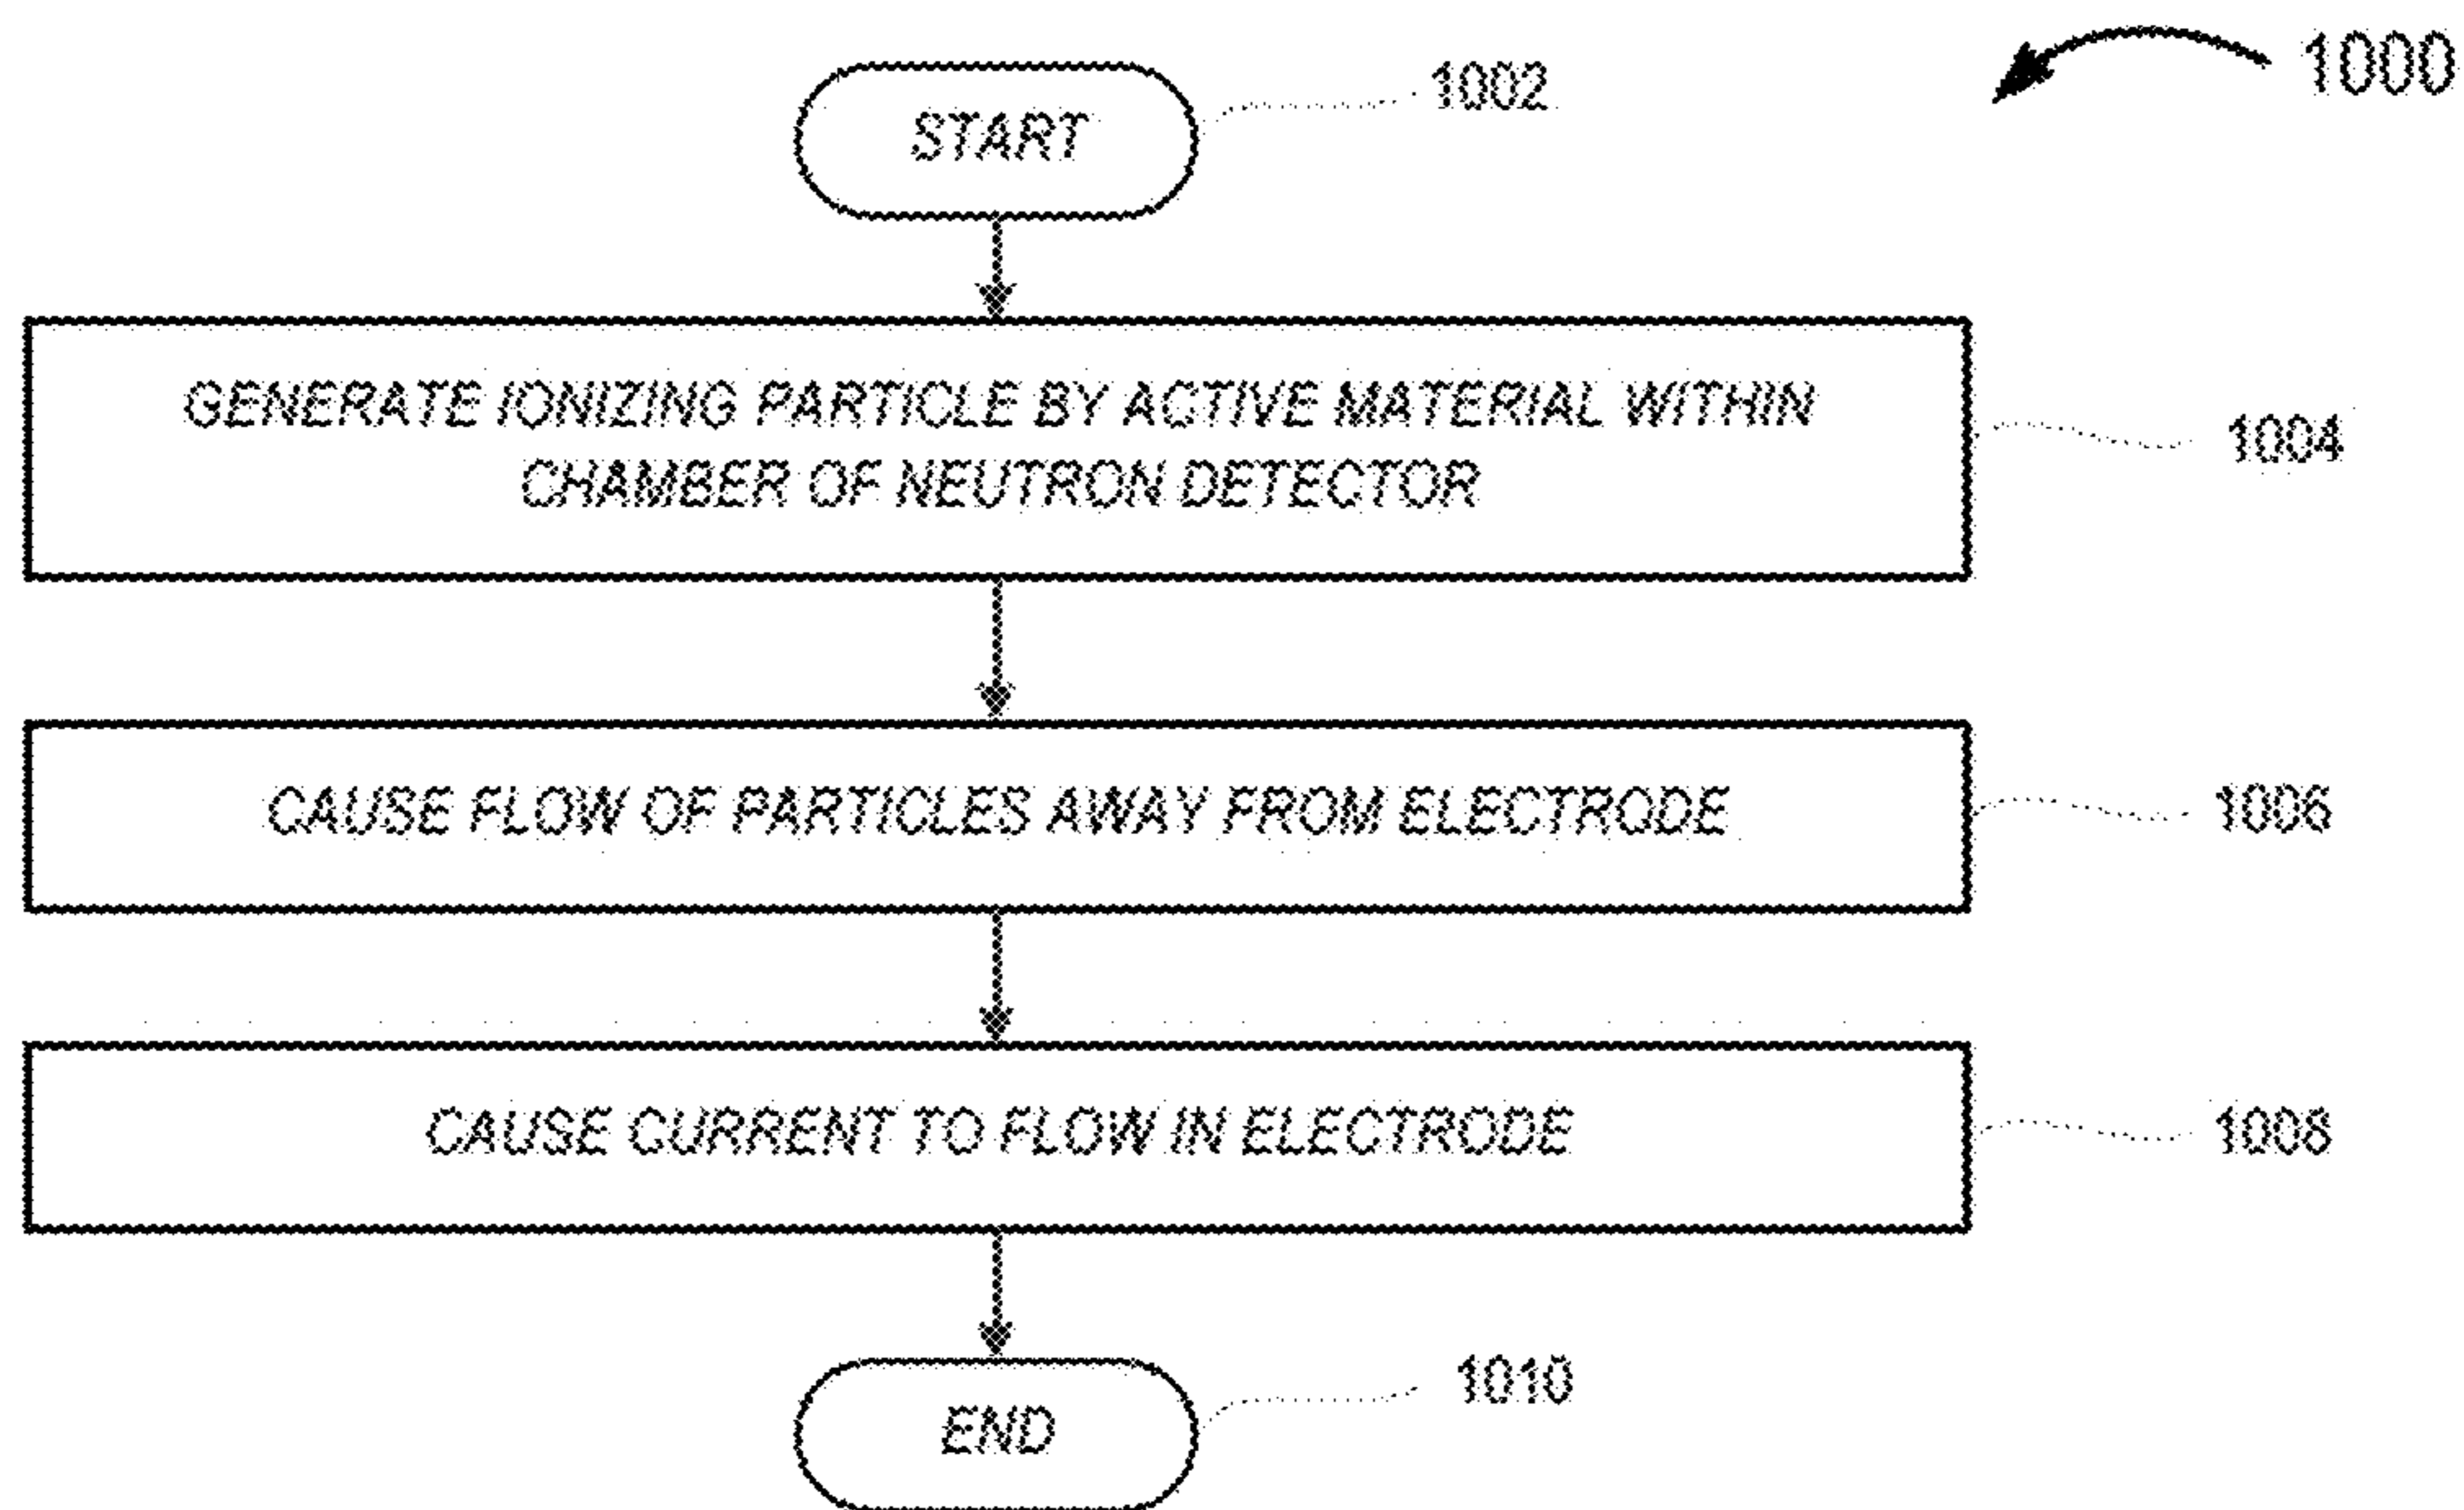 1000
START
1002
GENERATE IONIZING PARTICLE BY ACTIVE MATERIAL WITHIN
CHAMBER OF NEUTRON DETECTOR
1004
CAUSE FLOW OF PARTICLES AWAY FROM ELECTRODE
1006
CAUSE CURRENT TO FLOW IN ELECTRODE
1008
END
1010